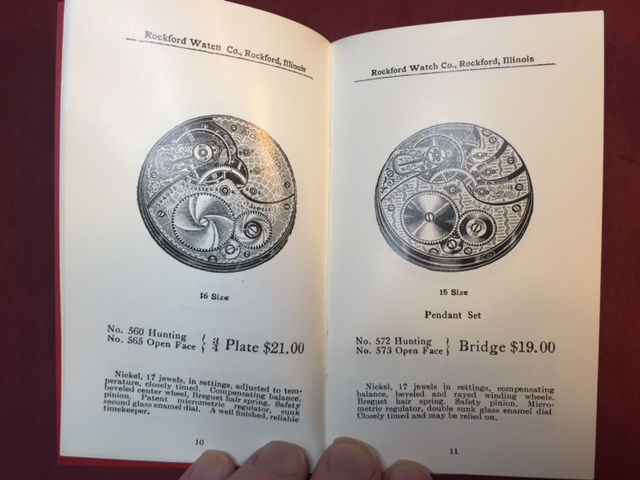 Rockford Watch Co., Rockford, Illinois
16 Size
No. 560 Hunting
No. 565 Open Face } 3/4 Plate $21.00
Nickel, 17 jewels, in settings, adjusted to tem-
perature, closely timed. Compensating balance,
beveled center wheel, Breguet hair spring. Safety
pinion. Patent micrometric regulator, sunk
second glass enamel dial. A well finished, reliable
timekeeper,
10
Rockford Watch Co., Rockford, Illinois
16 Size
Pendant Set
No. 572 Hunting
No. 573 Open Face } Bridge $19.00
Nickel, 17 jewels in settings, compensating
balance, beveled and rayed winding wheels.
Breguet hair spring. Safety pinion. Micro-
metric regulator, double sunk glass enamel dial
Closely timed and may be relied on.
11